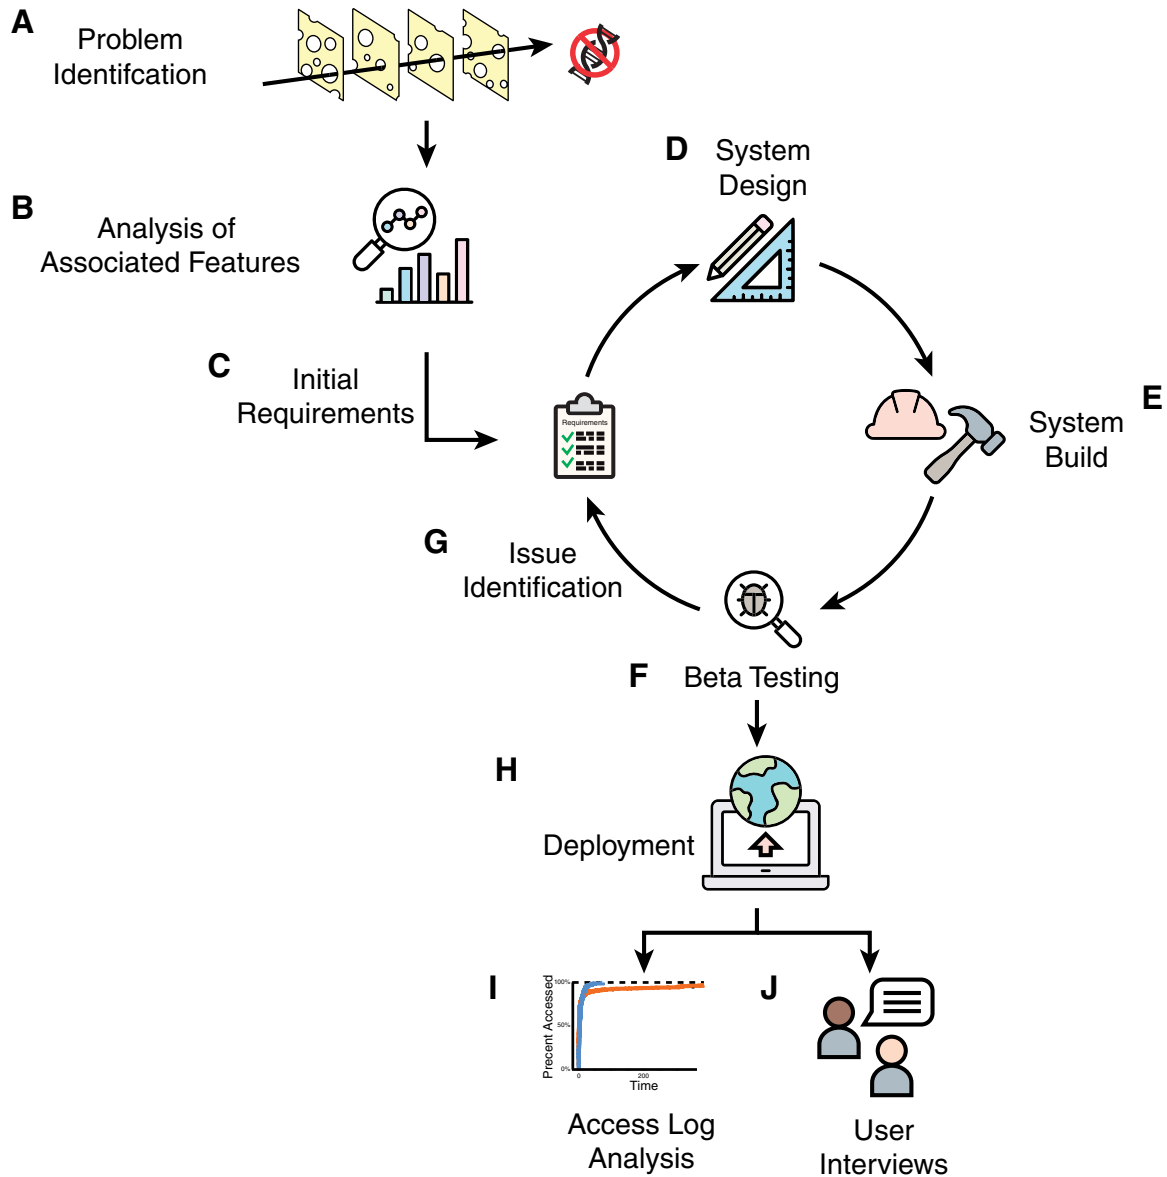 A
Problem
Identifcation
B
Analysis of
Associated Features
C
Initial
Requirements
Requirements
D
System
Design
E
System
Build
G
Issue
Identification
F
Beta Testing
H
Deployment
I
Precent Accessed
100%
50%
0%
0
200
Time
Access Log
Analysis
J
User
Interviews